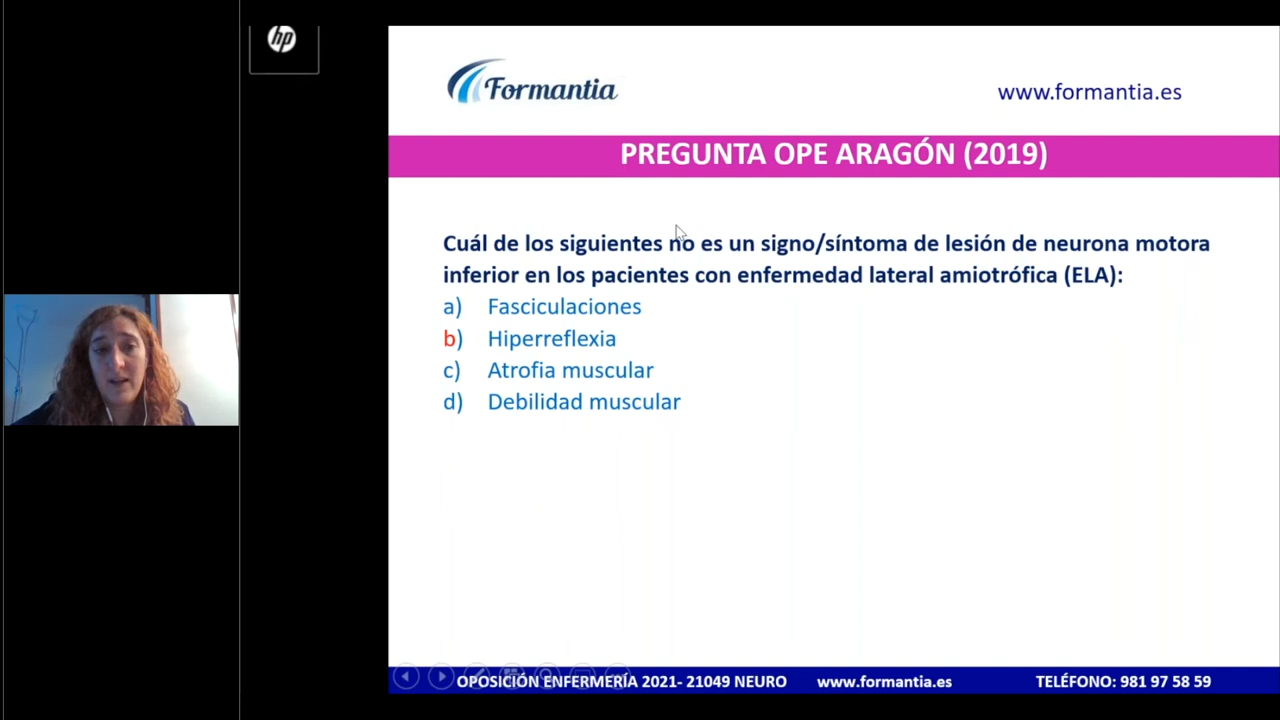 hp
Formantia
www.formantia.es
PREGUNTA OPE ARAGÓN (2019)
Cuál de los siguientes no es un signo/síntoma de lesión de neurona motora
inferior en los pacientes con enfermedad lateral amiotrófica (ELA):
a) Fasciculaciones
b) Hiperreflexia
c) Atrofia muscular
d) Debilidad muscular
OPOSICIÓN ENFERMERÍA 2021- 21049 NEURO www.formantia.es TELÉFONO: 981 97 58 59